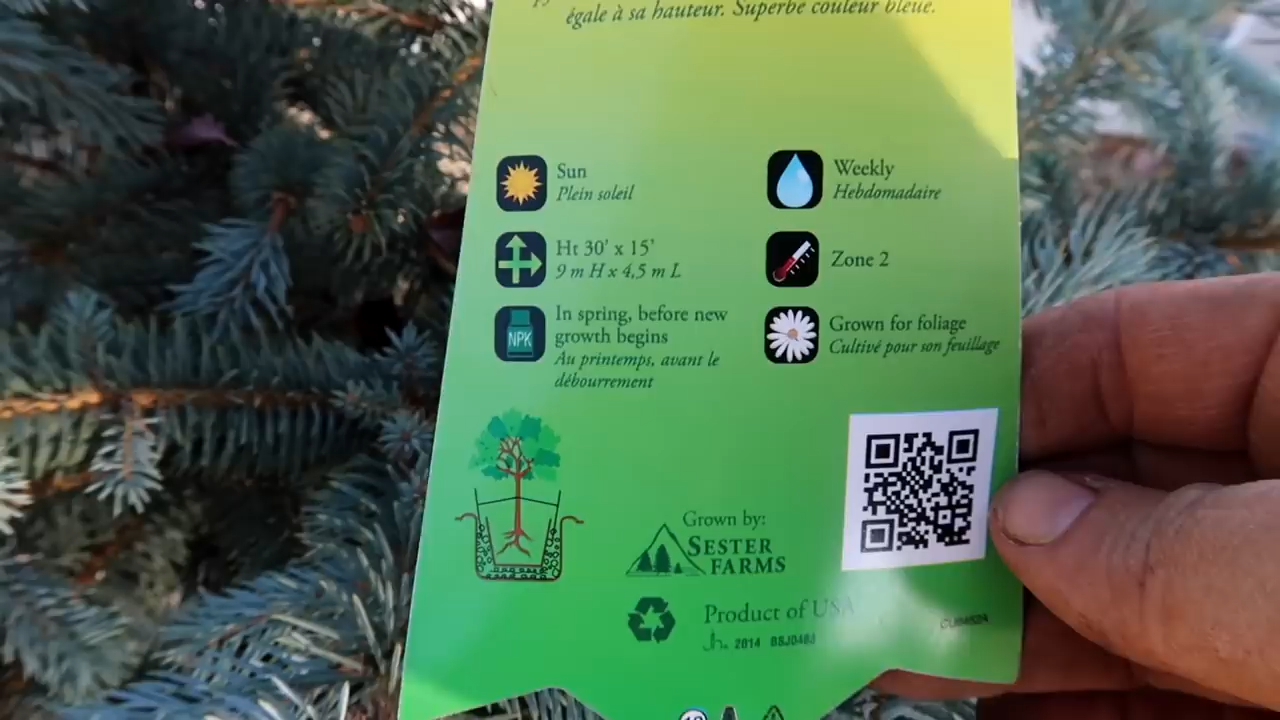 égale à sa hauteur. Superbe couleur bleue.
Sun
Plein soleil
Weekly
Hebdomadaire
Ht 30' x 15'
9 m H x 4,5 m L
Zone 2
In spring, before new
growth begins
Au printemps, avant le
débourrement
NPK
Grown for foliage
Cultivé pour son feuillage
Grown by:
SESTER
FARMS
Product of USA
2014